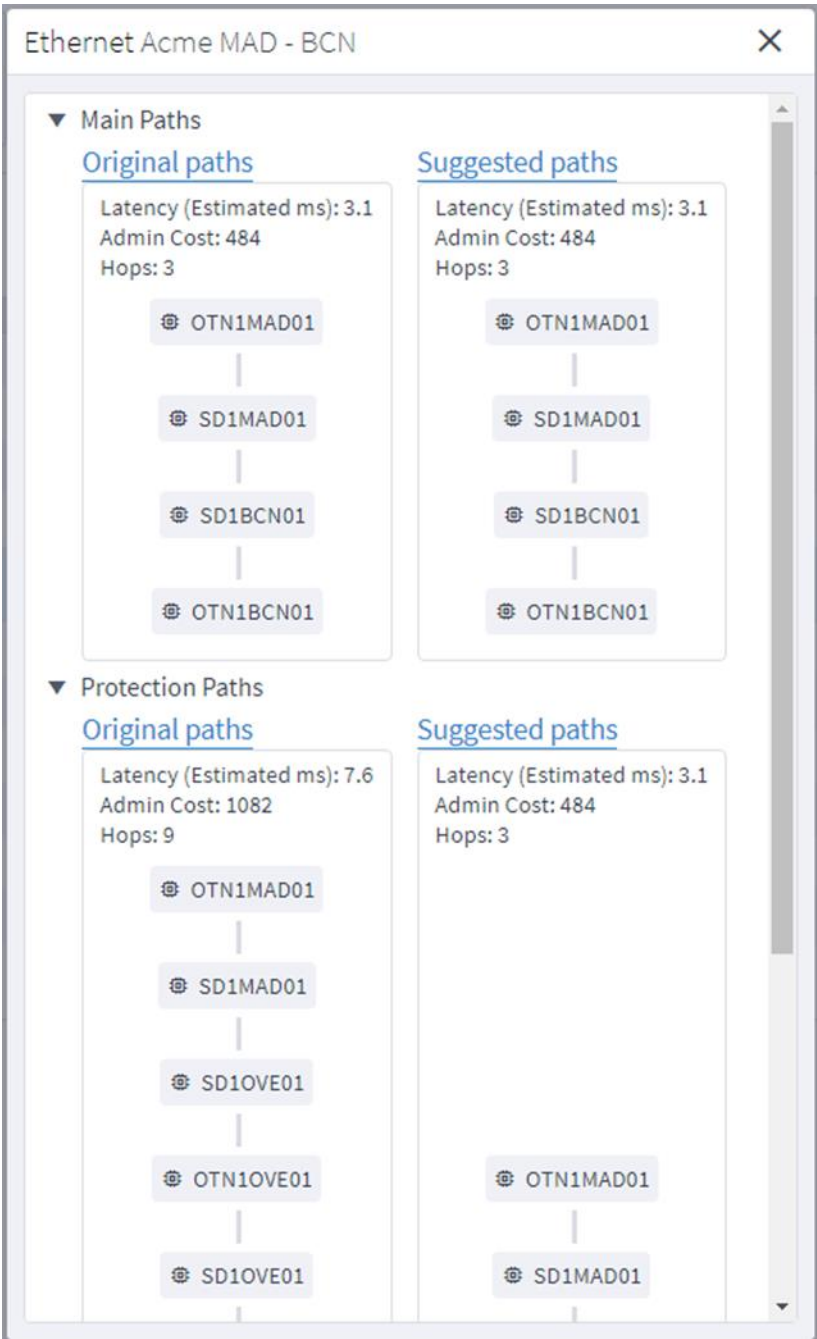 Ethernet Acme MAD - BCN
Main Paths
Original paths
Latency (Estimated ms): 3.1
Admin Cost: 484
Hops: 3
OTN1MAD01
SD1MAD01
SD1BCN01
OTN1BCN01
Suggested paths
Latency (Estimated ms): 3.1
Admin Cost: 484
Hops: 3
OTN1MAD01
SD1MAD01
SD1BCN01
OTN1BCN01
Protection Paths
Original paths
Latency (Estimated ms): 7.6
Admin Cost: 1082
Hops: 9
OTN1MAD01
SD1MAD01
SD1OVE01
OTN1OVE01
SD1OVE01
Suggested paths
Latency (Estimated ms): 3.1
Admin Cost: 484
Hops: 3
OTN1MAD01
SD1MAD01